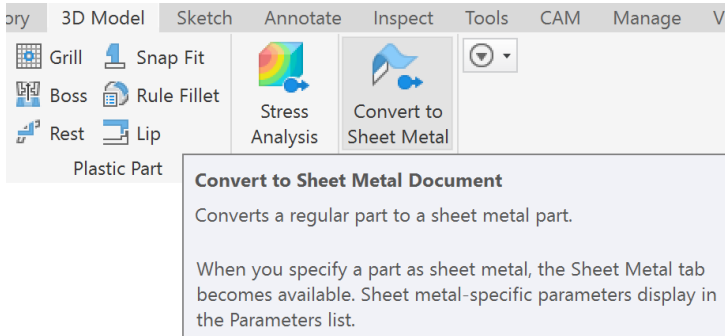 ory 3D Model Sketch Annotate Inspect Tools CAM Manage V
Grill Snap Fit
Boss Rule Fillet
Rest Lip
Stress
Analysis
Convert to
Sheet Metal
Plastic Part
Convert to Sheet Metal Document
Converts a regular part to a sheet metal part.
When you specify a part as sheet metal, the Sheet Metal tab
becomes available. Sheet metal-specific parameters display in
the Parameters list.